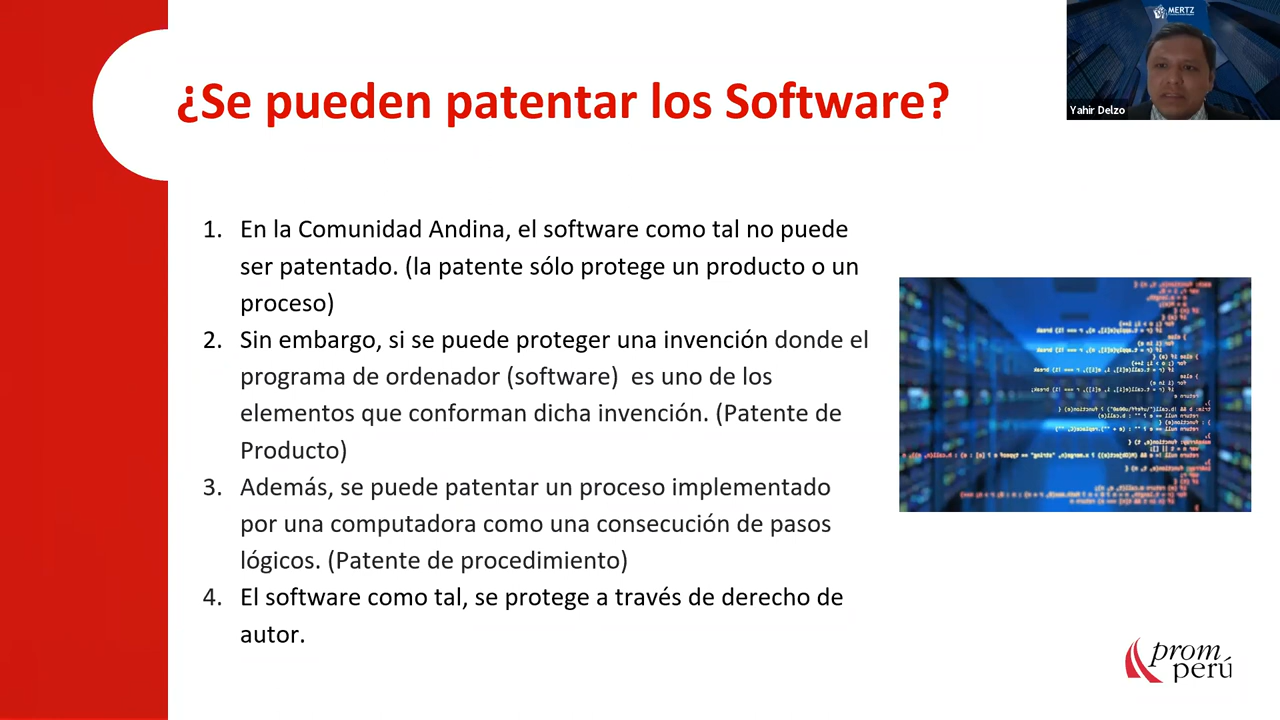 ¿Se pueden patentar los Software?
MERTZ
Yahir Delzo
1. En la Comunidad Andina, el software como tal no puede
ser patentado. (la patente sólo protege un producto o un
proceso)
2. Sin embargo, si se puede proteger una invención donde el
programa de ordenador (software) es uno de los
elementos que conforman dicha invención. (Patente de
Producto)
3. Además, se puede patentar un proceso implementado
por una computadora como una consecución de pasos
lógicos. (Patente de procedimiento)
4. El software como tal, se protege a través de derecho de
autor.
prom
perú